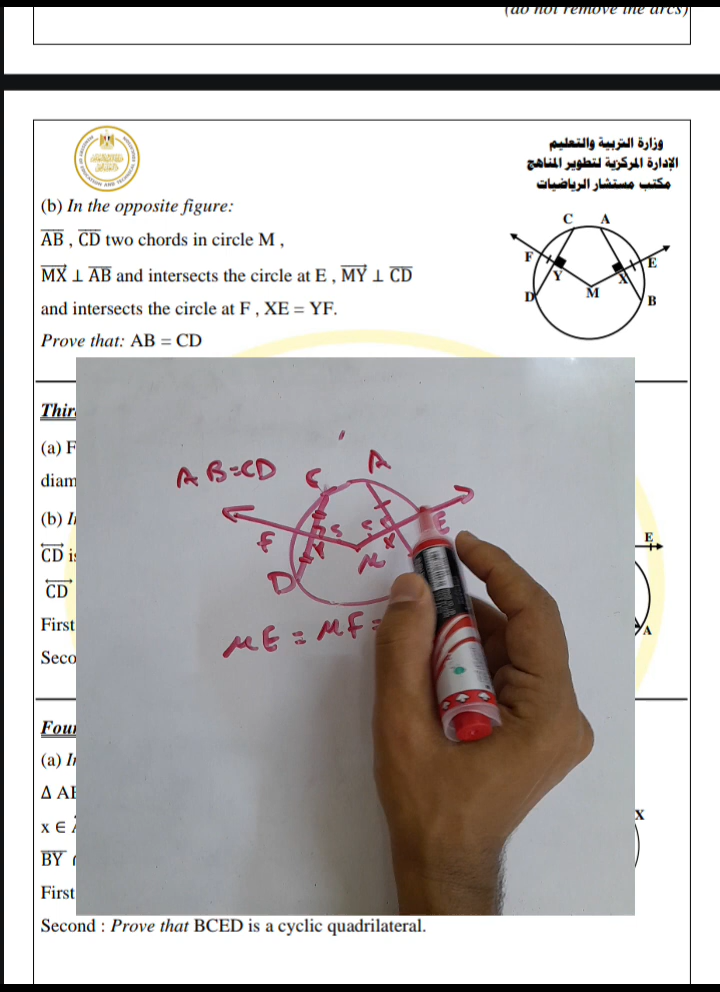 (do not remove the arcs)
وزارة التربية والتعليم
الإدارة المركزية لتطوير المناهج
مكتب مستشار الرياضيات
(b) In the opposite figure:
AB , CD two chords in circle M ,
MX ⊥ AB and intersects the circle at E , MY ⊥ CD
and intersects the circle at F , XE = YF.
Prove that: AB = CD
C A
F E
Y X
D M B
Thir
(a) F
diam
(b) I
CD is
CD
First
Seco
E
A
AB=CD
C A
F E
Y X
D M
ME = MF =
Four
(a) I
Δ AB
x ∈
BY
First
X
Second : Prove that BCED is a cyclic quadrilateral.